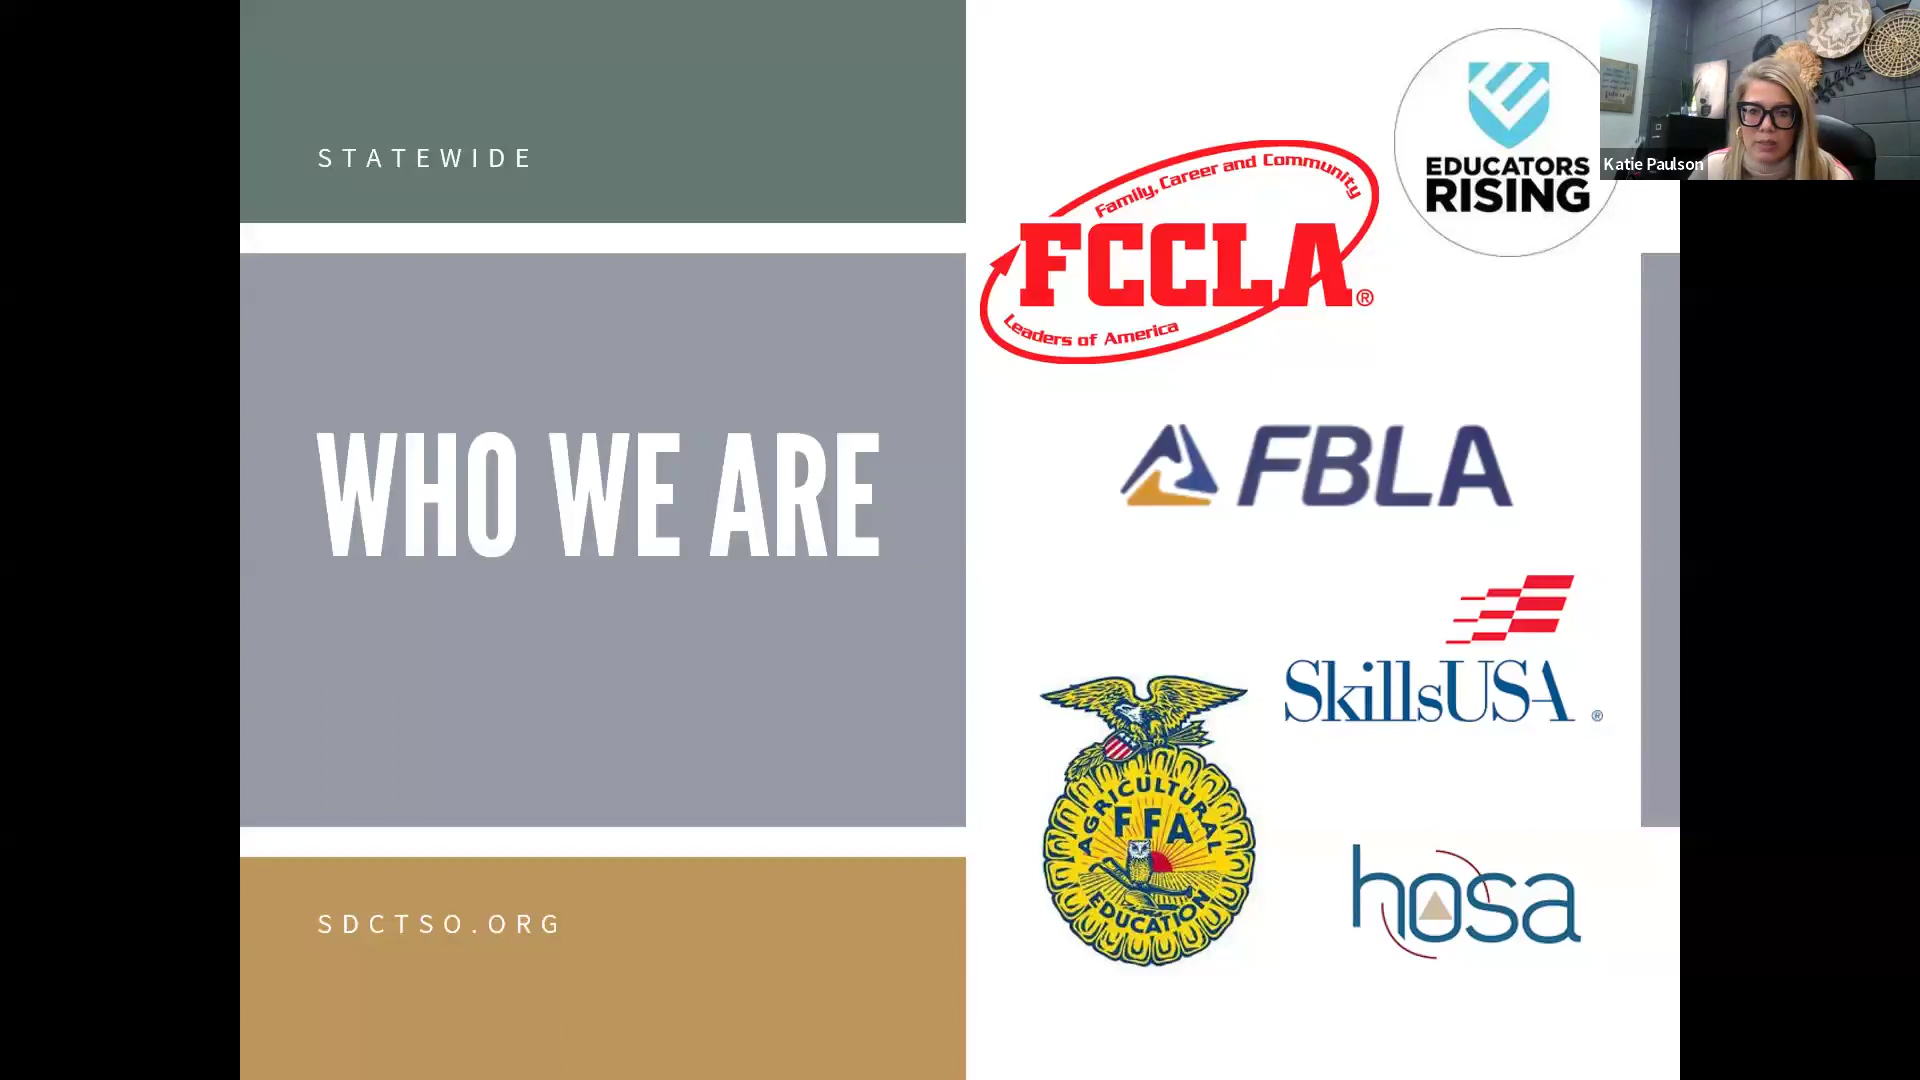 STATEWIDE
WHO WE ARE
SDCTSO.ORG
Family, Career and Community
FCCLA®
Leaders of America
EDUCATORS
RISING
Katie Paulson
FBLA
SkillsUSA®
AGRICULTURAL
FFA
EDUCATION
hosa